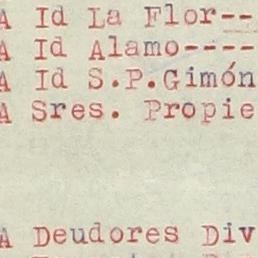 A Id La Flor--
A Id Alamo----
A Id S.P.Gimón
A Sres. Propie
A Deudores Div